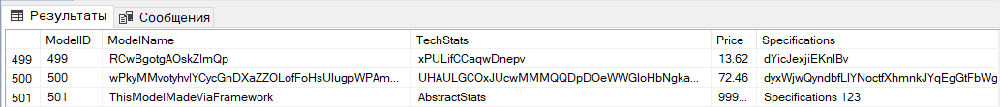 Результаты Сообщения
ModelID ModelName TechStats Price Specifications
499 499 RCwBgotgAOskZlmQp xPULifCCaqwDnepv 13.62 dYicJexjiEKnIBv
500 500 wPkyMMvotyhvlYCycGnDXaZZOLofFoHsUlugpWPAm... UHAULGCOxJUcwMMMQQDpDOeWWGloHbNgka... 72.46 dyxWjwQyndbfLlYNoctfXhmnkJYqEgGtFbWg
501 501 ThisModelMadeViaFramework AbstractStats 999... Specifications 123